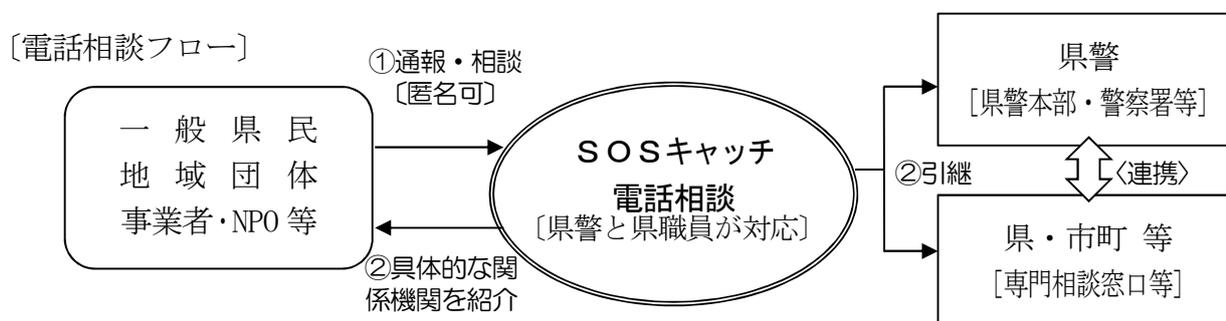 〔電話相談フロー〕
①通報・相談
〔匿名可〕
一般県民
地域団体
事業者・NPO等
②具体的な関
係機関を紹介
SOSキャッチ
電話相談
〔県警と県職員が対応〕
②引継
県警
[県警本部・警察署等]
〈連携〉
県・市町 等
[専門相談窓口等]